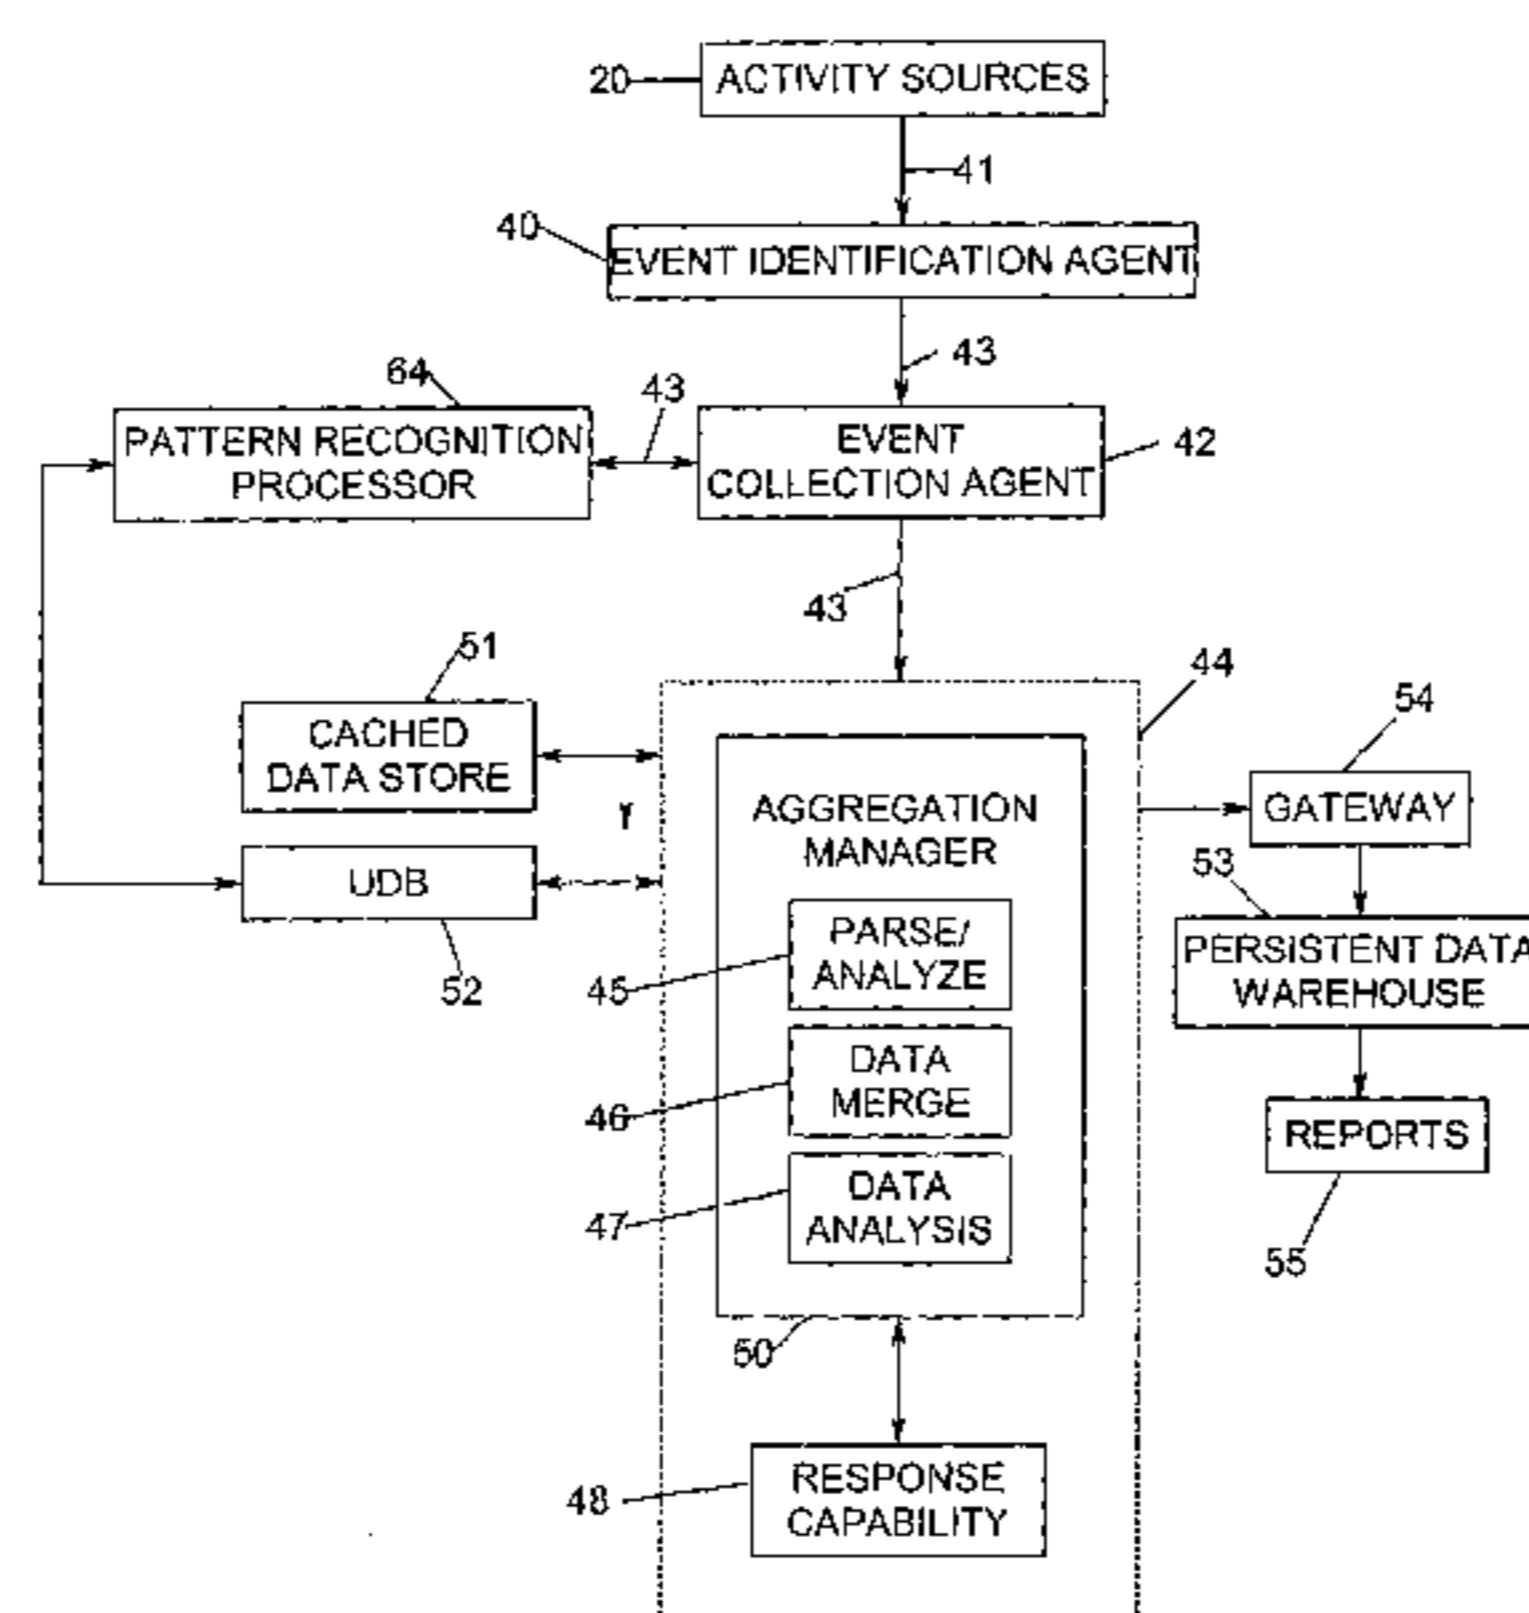 20 ACTIVITY SOURCES
41
40 EVENT IDENTIFICATION AGENT
43
64
43
PATTERN RECOGNITION
PROCESSOR
EVENT
COLLECTION AGENT
42
43
51
44
54
CACHED
DATA STORE
AGGREGATION
MANAGER
GATEWAY
UDB
53
52
PARSE/
ANALYZE
45
PERSISTENT DATA
WAREHOUSE
DATA
MERGE
46
REPORTS
DATA
ANALYSIS
47
55
50
RESPONSE
CAPABILITY
48